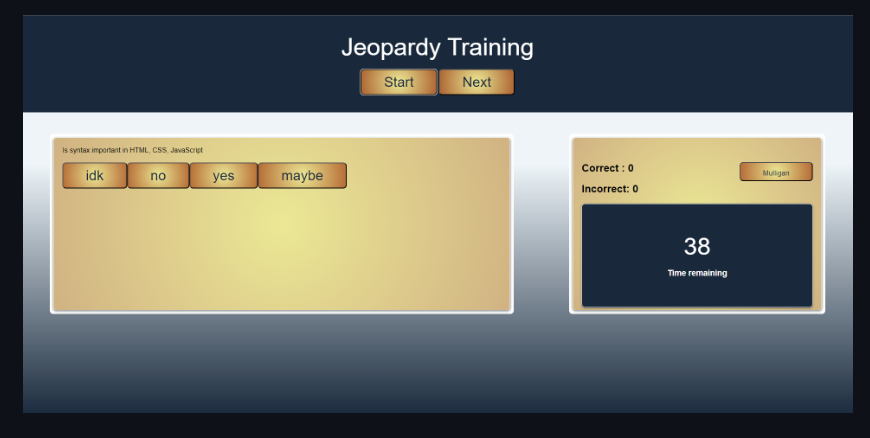 Jeopardy Training
Start Next
Is syntax important in HTML, CSS, JavaScript
idk no yes maybe
Correct : 0
Mulligan
Incorrect: 0
38
Time remaining